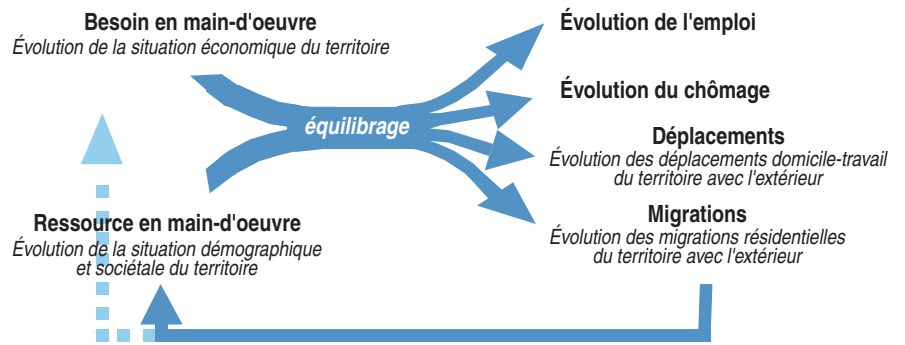 Besoin en main-d'oeuvre
Évolution de la situation économique du territoire
Ressource en main-d'oeuvre
Évolution de la situation démographique
et sociétale du territoire
équilibrage
Évolution de l'emploi
Évolution du chômage
Déplacements
Évolution des déplacements domicile-travail
du territoire avec l'extérieur
Migrations
Évolution des migrations résidentielles
du territoire avec l'extérieur